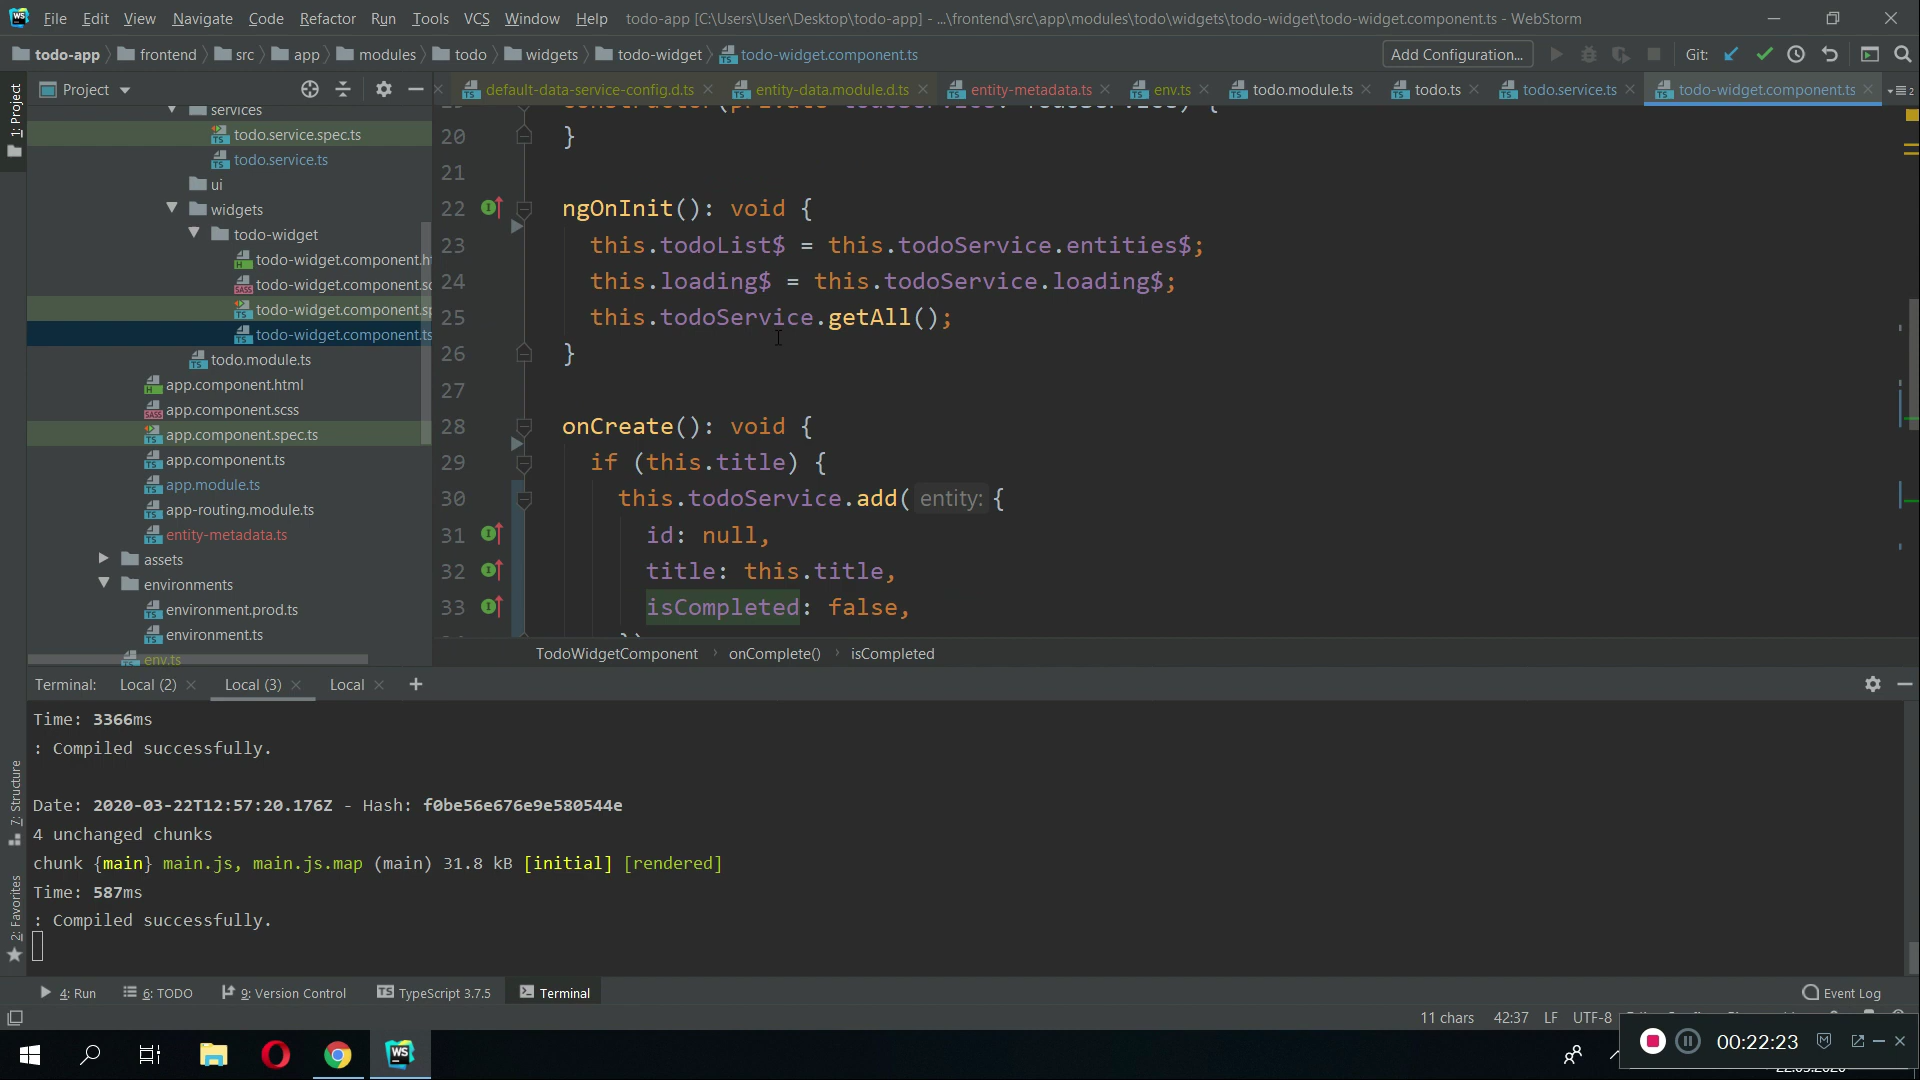 WS File Edit View Navigate Code Refactor Run Tools VCS Window Help todo-app [C:\Users\User\Desktop\todo-app] - ...\frontend\src\app\modules\todo\widgets\todo-widget\todo-widget.component.ts - WebStorm
todo-app frontend src app modules todo widgets todo-widget todo-widget.component.ts Add Configuration... Git:
Project default-data-service-config.d.ts entity-data.module.d.ts entity-metadata.ts env.ts todo.module.ts todo.ts todo.service.ts todo-widget.component.ts
1: Project
7: Structure
2: Favorites
services
todo.service.spec.ts
todo.service.ts
ui
widgets
todo-widget
todo-widget.component.h
todo-widget.component.s
todo-widget.component.s
todo-widget.component.ts
todo.module.ts
app.component.html
app.component.scss
app.component.spec.ts
app.component.ts
app.module.ts
app-routing.module.ts
entity-metadata.ts
assets
environments
environment.prod.ts
environment.ts
env.ts
20 }
21
22 ngOnInit(): void {
23 this.todoList$ = this.todoService.entities$;
24 this.loading$ = this.todoService.loading$;
25 this.todoService.getAll();
26 }
27
28 onCreate(): void {
29 if (this.title) {
30 this.todoService.add( entity: {
31 id: null,
32 title: this.title,
33 isCompleted: false,
TodoWidgetComponent onComplete() isCompleted
Terminal: Local (2) Local (3) Local +
Time: 3366ms
: Compiled successfully.
Date: 2020-03-22T12:57:20.176Z - Hash: f0be56e676e9e580544e
4 unchanged chunks
chunk {main} main.js, main.js.map (main) 31.8 kB [initial] [rendered]
Time: 587ms
: Compiled successfully.
4: Run 6: TODO 9: Version Control TypeScript 3.7.5 Terminal Event Log
11 chars 42:37 LF UTF-8
00:22:23